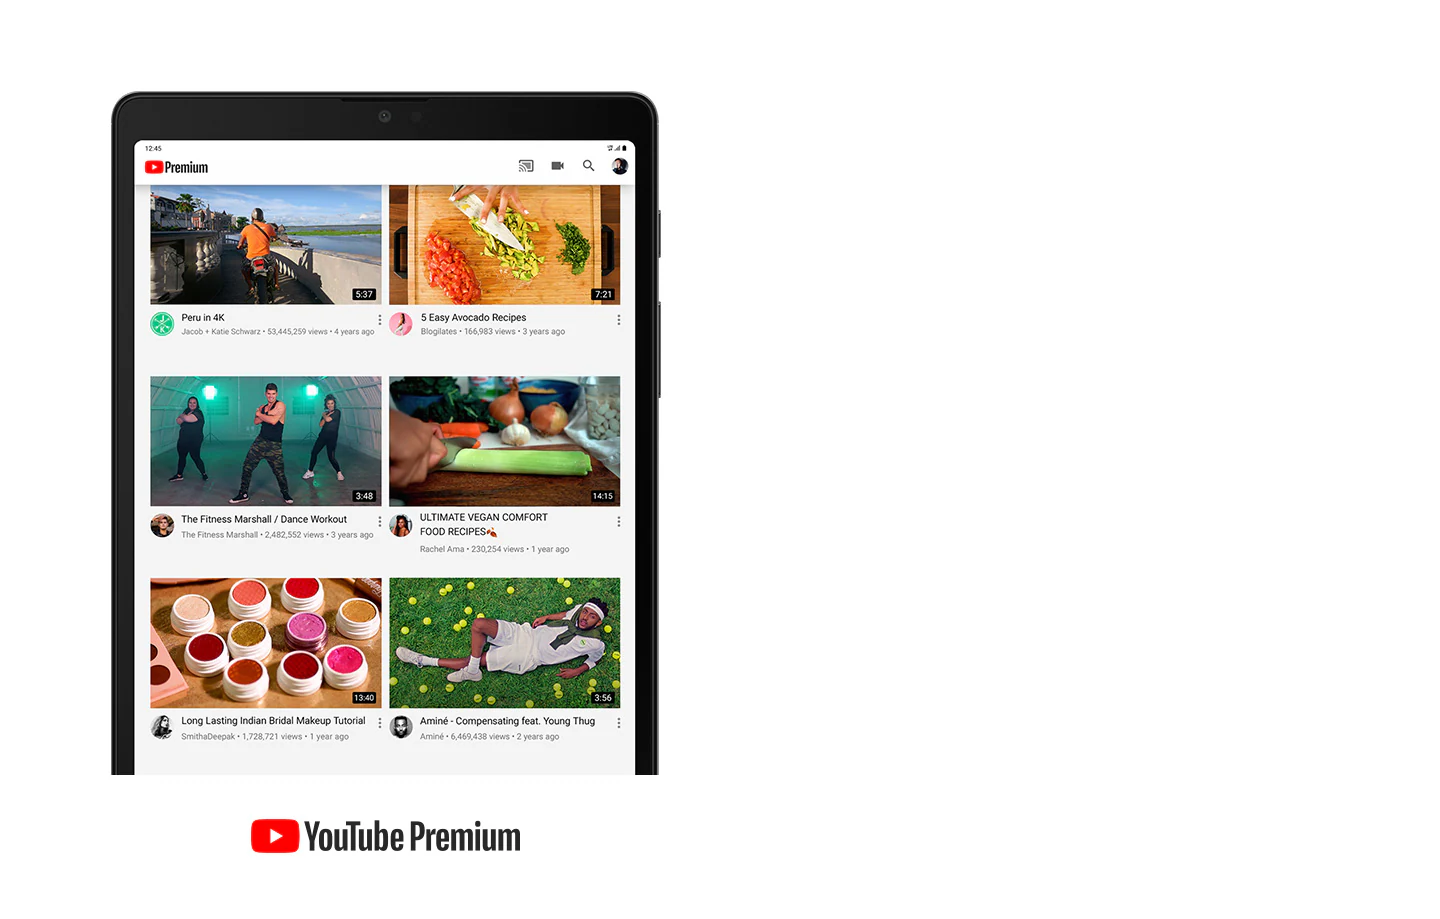 12:45
Premium
5:37
7:21
Peru in 4K
Jacob + Katie Schwarz • 53,445,259 views • 4 years ago
5 Easy Avocado Recipes
Blogilates • 166,983 views • 3 years ago
3:48
14:15
The Fitness Marshall / Dance Workout
The Fitness Marshall • 2,482,552 views • 3 years ago
ULTIMATE VEGAN COMFORT
FOOD RECIPES🍂
Rachel Ama • 230,254 views • 1 year ago
13:40
3:56
Long Lasting Indian Bridal Makeup Tutorial
SmithaDeepak • 1,728,721 views • 1 year ago
Aminé - Compensating feat. Young Thug
Aminé • 6,469,438 views • 2 years ago
YouTube Premium